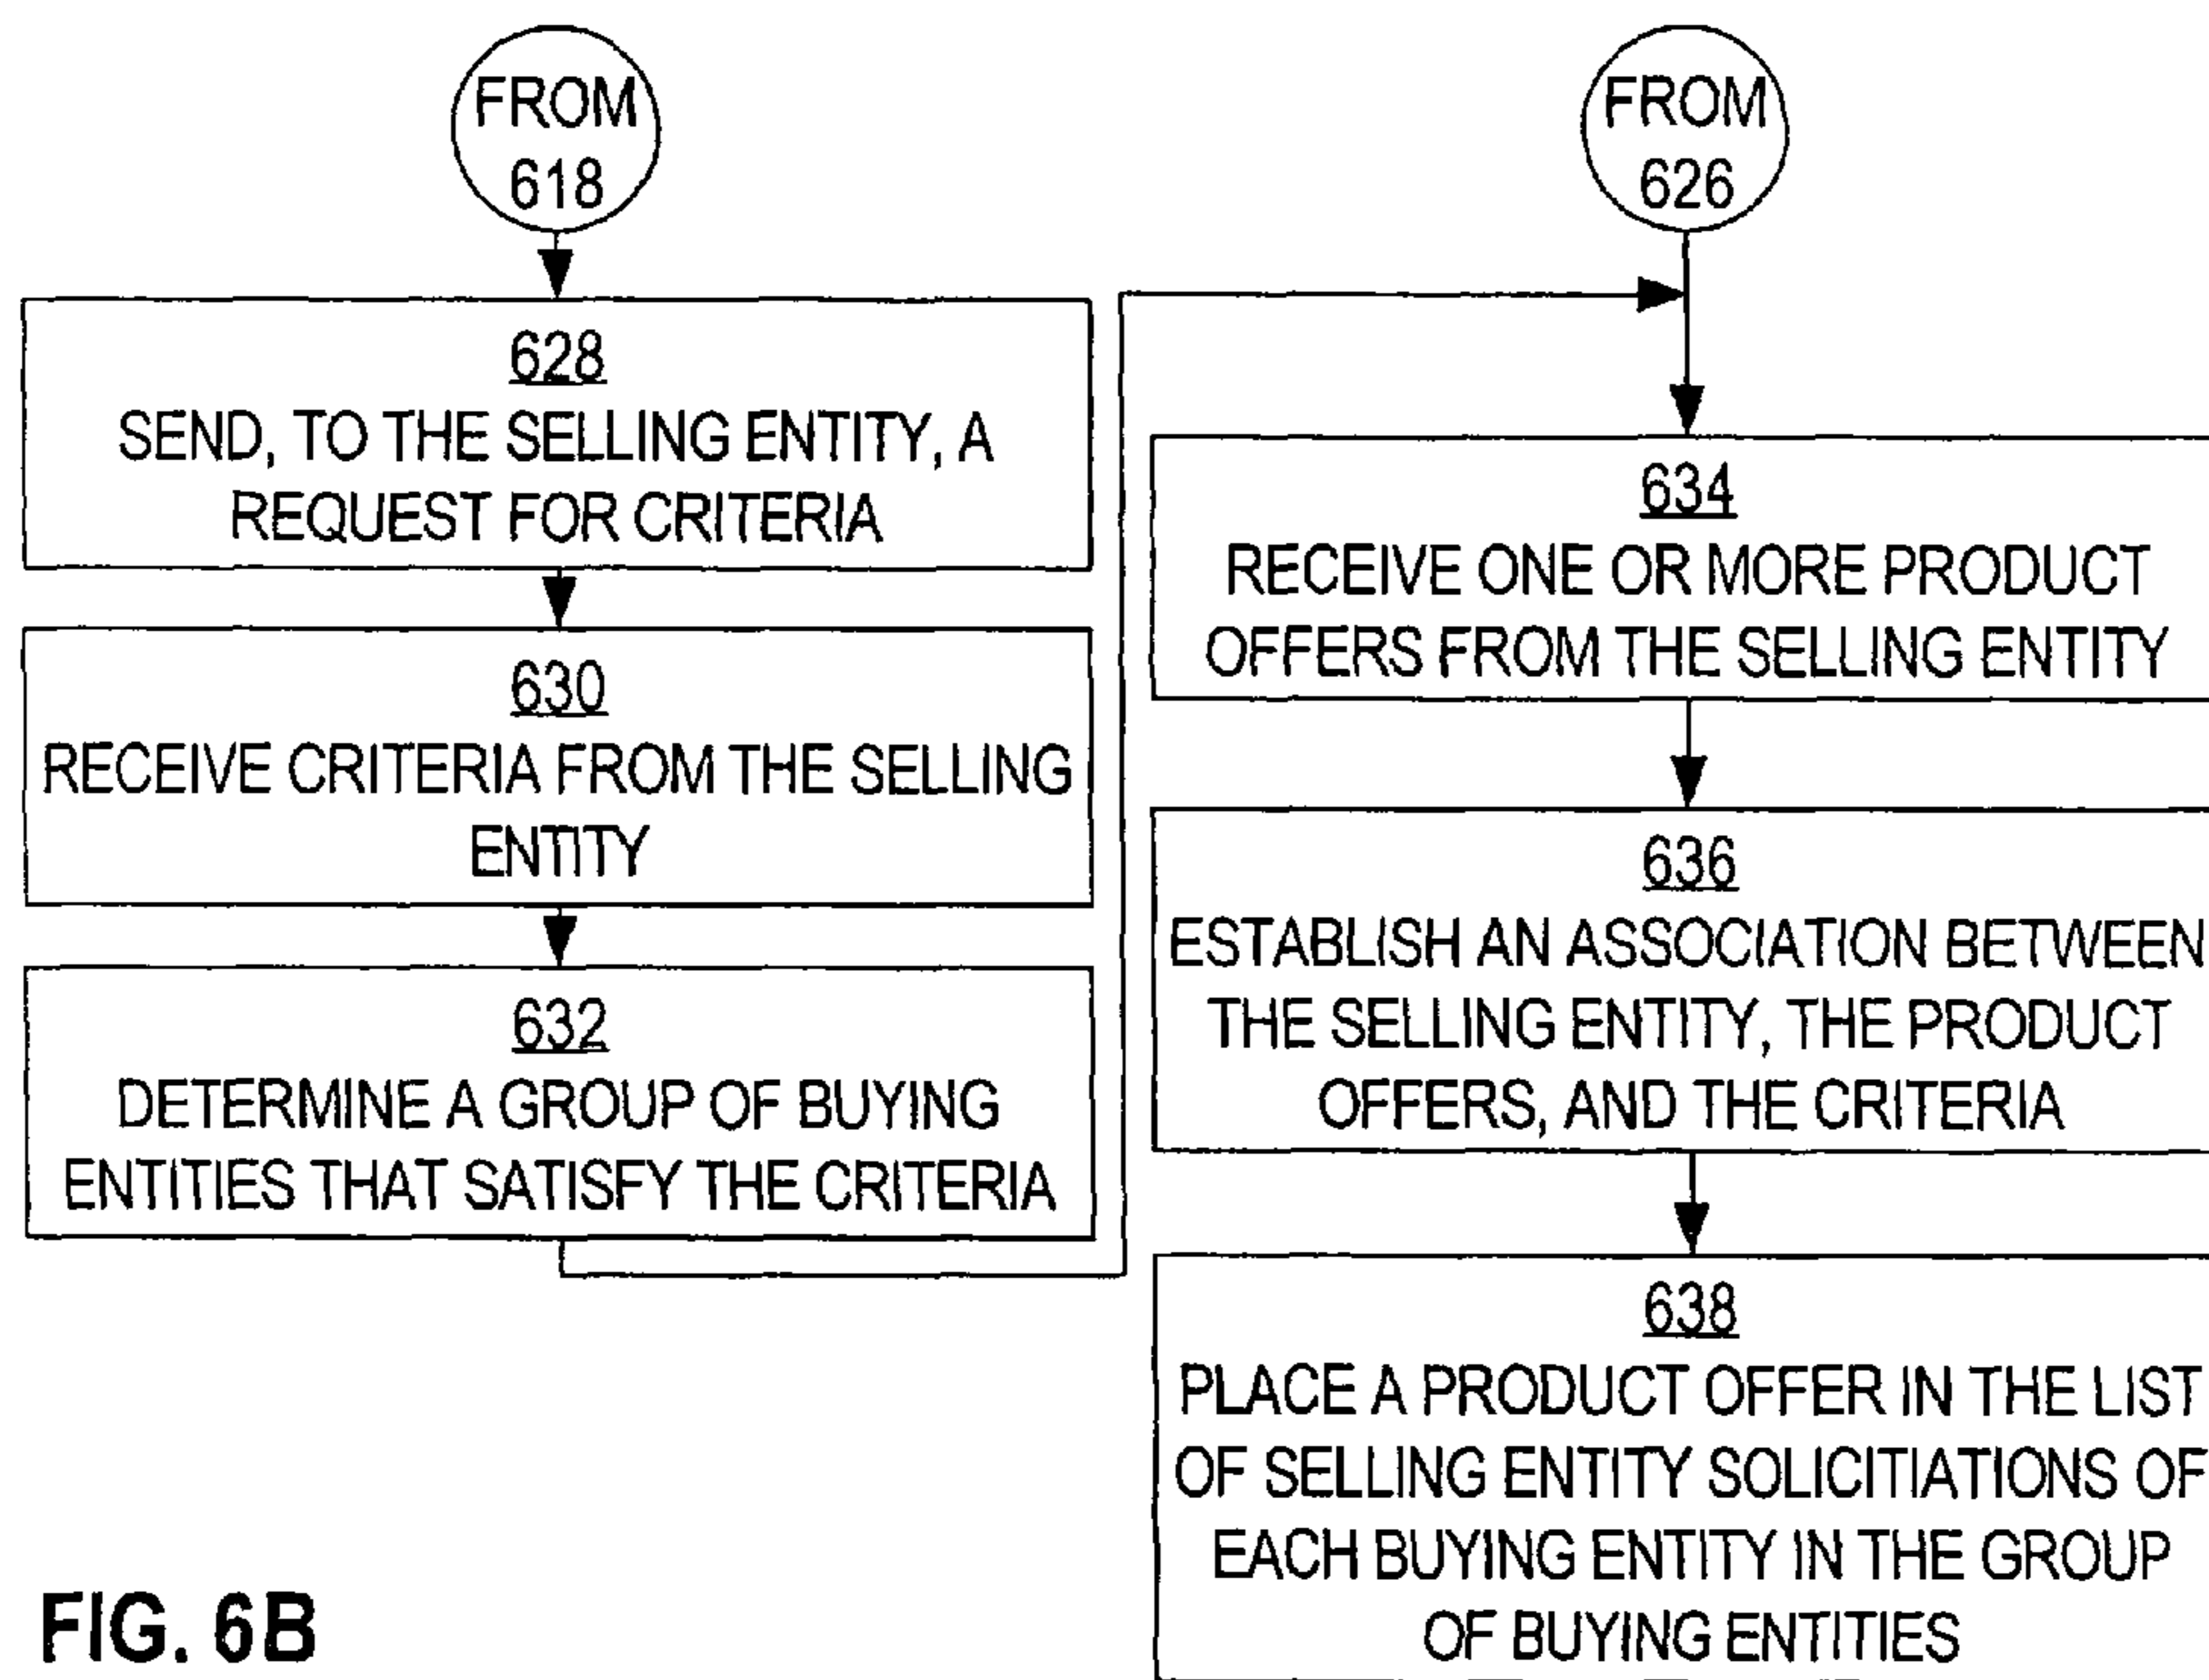 FROM
618
628
SEND, TO THE SELLING ENTITY, A
REQUEST FOR CRITERIA
630
RECEIVE CRITERIA FROM THE SELLING
ENTITY
632
DETERMINE A GROUP OF BUYING
ENTITIES THAT SATISFY THE CRITERIA
FROM
626
634
RECEIVE ONE OR MORE PRODUCT
OFFERS FROM THE SELLING ENTITY
636
ESTABLISH AN ASSOCIATION BETWEEN
THE SELLING ENTITY, THE PRODUCT
OFFERS, AND THE CRITERIA
638
PLACE A PRODUCT OFFER IN THE LIST
OF SELLING ENTITY SOLICITIATIONS OF
EACH BUYING ENTITY IN THE GROUP
OF BUYING ENTITIES
FIG. 6B